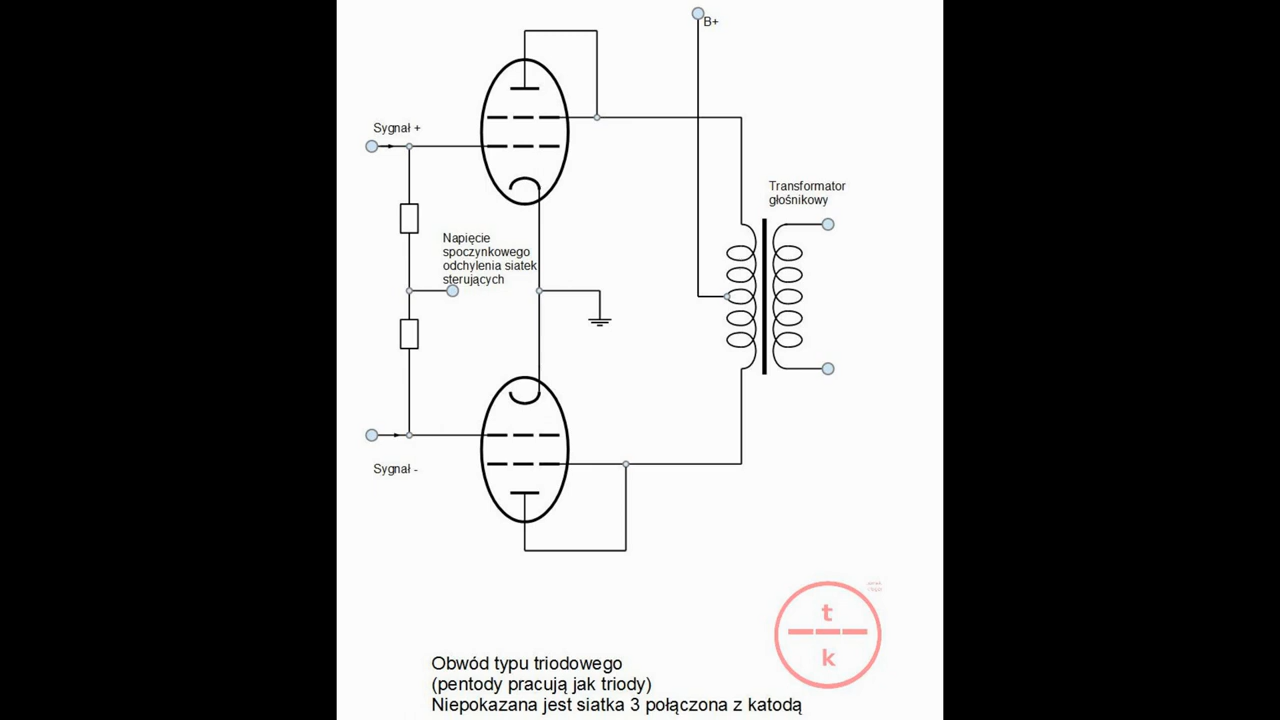 B+
Sygnał +
Transformator
głośnikowy
Napięcie
spoczynkowego
odchylenia siatek
sterujących
Sygnał -
t
k
Obwód typu triodowego
(pentody pracują jak triody)
Niepokazana jest siatka 3 połączona z katodą